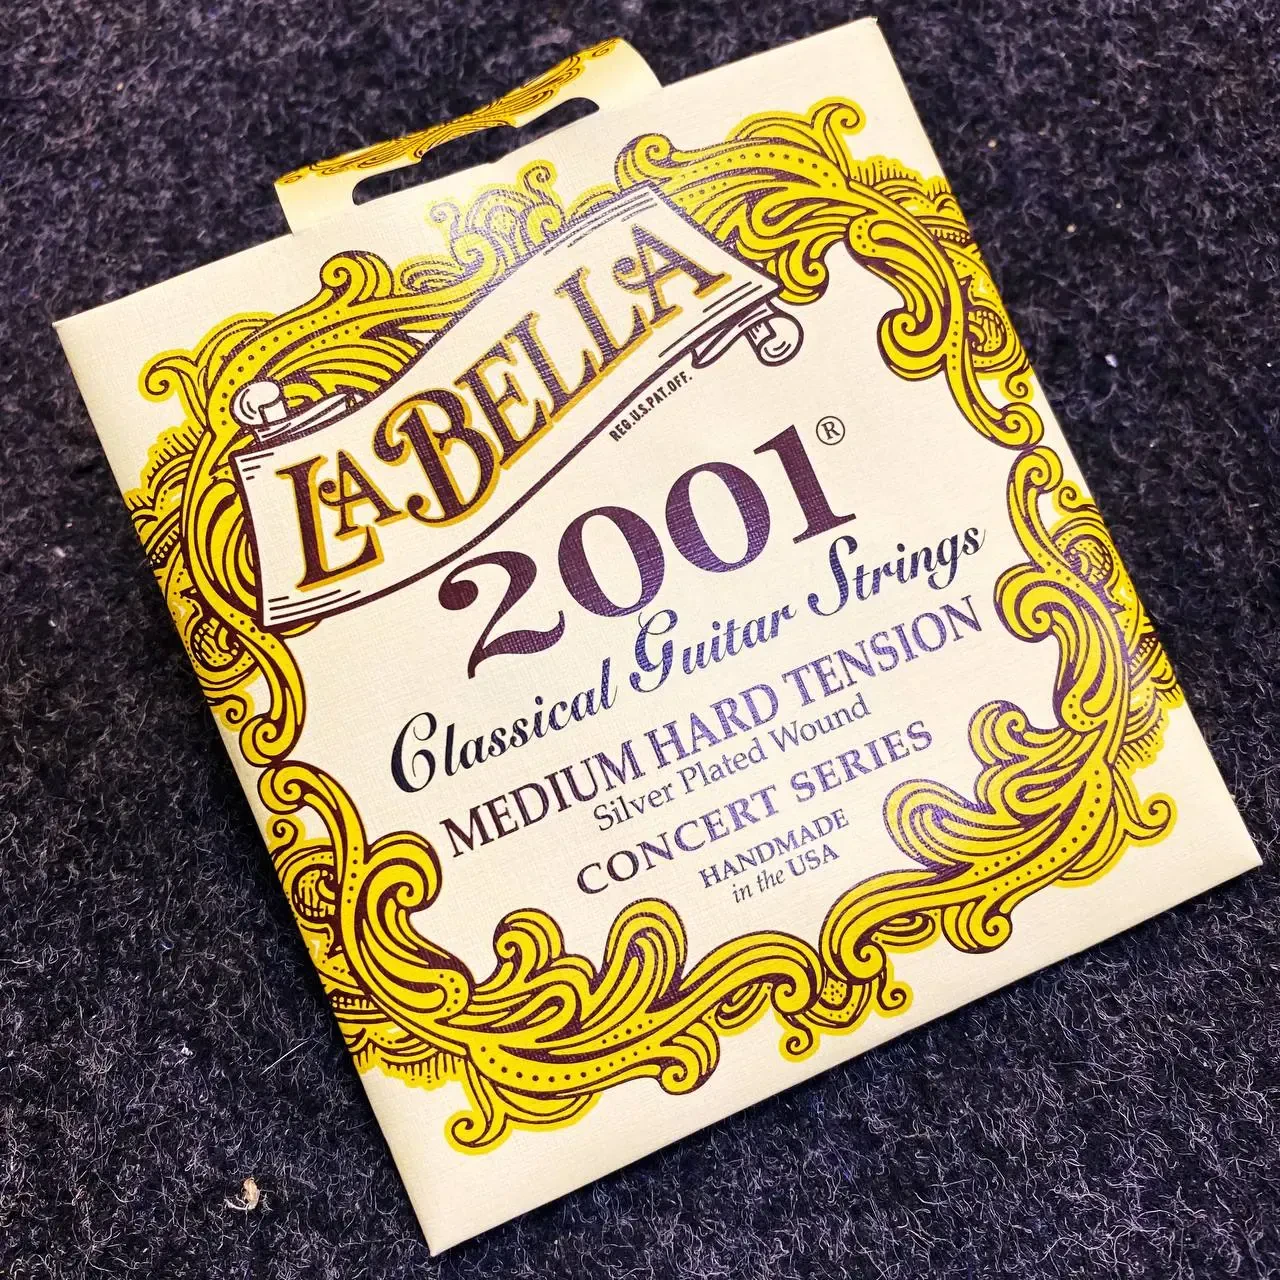 LA BELLA
REG.U.S.PAT.OFF.
2001®
Classical Guitar Strings
MEDIUM HARD TENSION
Silver Plated Wound
CONCERT SERIES
HANDMADE
in the USA